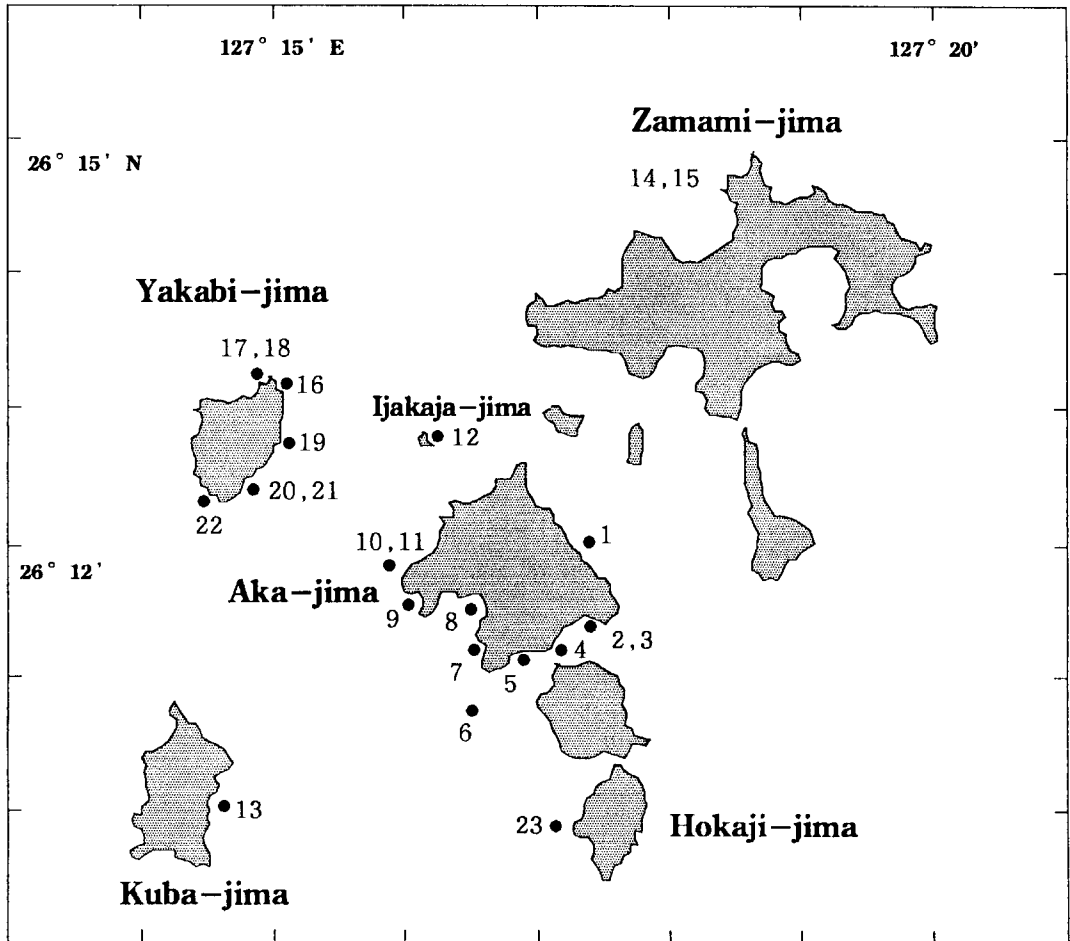 127° 15' E
127° 20'
Zamami-jima
26° 15' N
14,15
Yakabi-jima
17,18
16
Ijakaja-jima
12
19
20,21
22
1
10,11
26° 12'
Aka-jima
9
8
2,3
4
7
5
6
13
23
Hokaji-jima
Kuba-jima